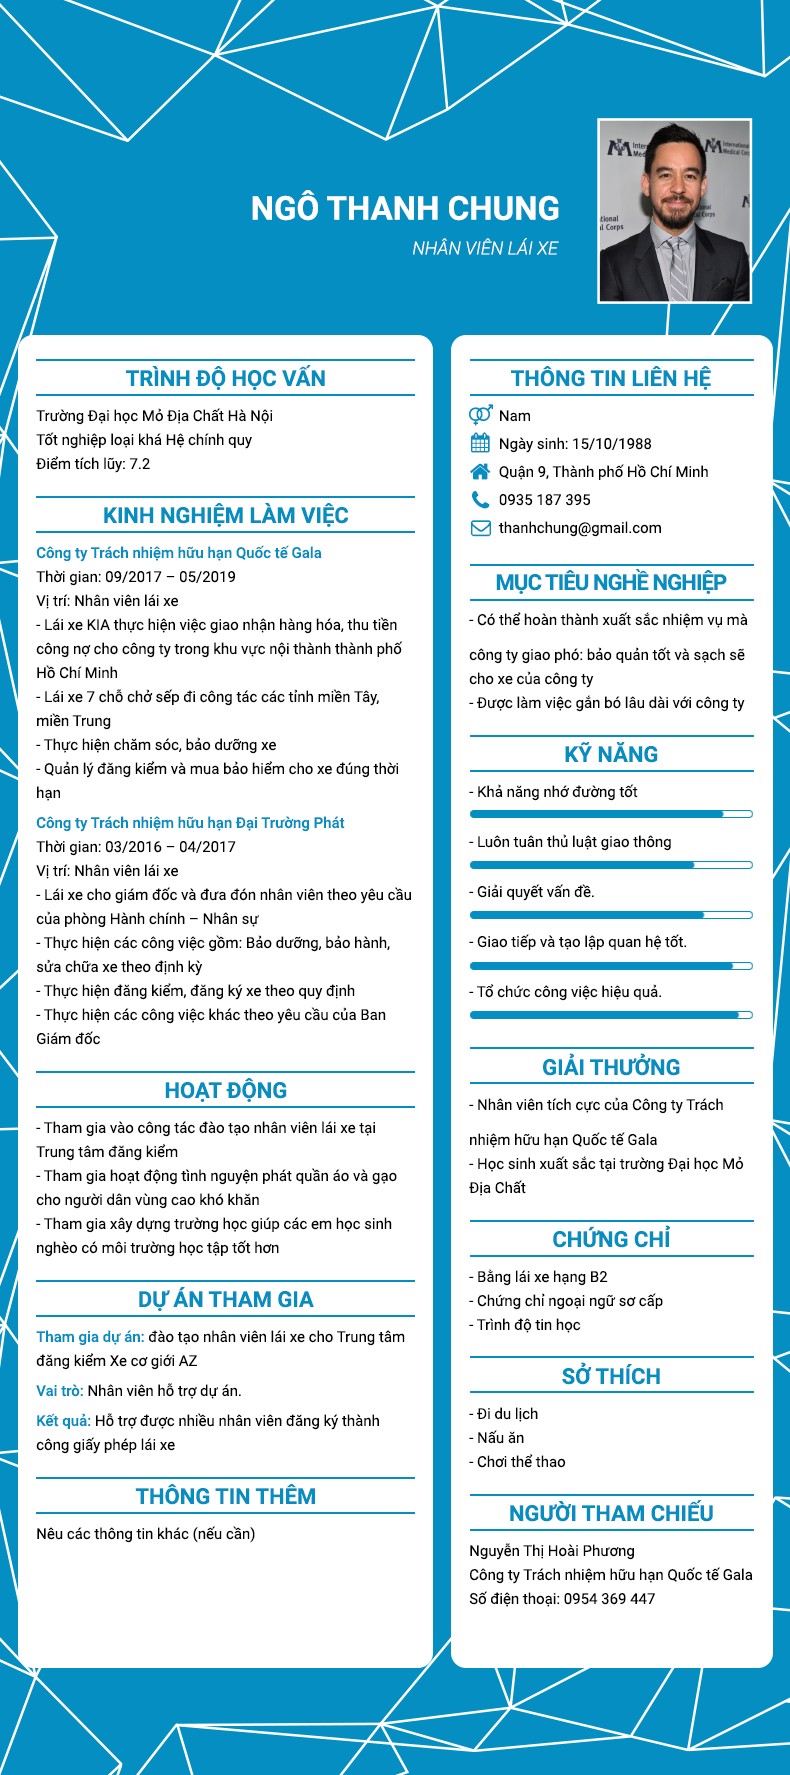 NGÔ THANH CHUNG
NHÂN VIÊN LÁI XE
International
Medical Corps
TRÌNH ĐỘ HỌC VẤN
Trường Đại học Mỏ Địa Chất Hà Nội
Tốt nghiệp loại khá Hệ chính quy
Điểm tích lũy: 7.2
KINH NGHIỆM LÀM VIỆC
Công ty Trách nhiệm hữu hạn Quốc tế Gala
Thời gian: 09/2017 – 05/2019
Vị trí: Nhân viên lái xe
- Lái xe KIA thực hiện việc giao nhận hàng hóa, thu tiền
công nợ cho công ty trong khu vực nội thành thành phố
Hồ Chí Minh
- Lái xe 7 chỗ chở sếp đi công tác các tỉnh miền Tây,
miền Trung
- Thực hiện chăm sóc, bảo dưỡng xe
- Quản lý đăng kiểm và mua bảo hiểm cho xe đúng thời
hạn
Công ty Trách nhiệm hữu hạn Đại Trường Phát
Thời gian: 03/2016 – 04/2017
Vị trí: Nhân viên lái xe
- Lái xe cho giám đốc và đưa đón nhân viên theo yêu cầu
của phòng Hành chính – Nhân sự
- Thực hiện các công việc gồm: Bảo dưỡng, bảo hành,
sửa chữa xe theo định kỳ
- Thực hiện đăng kiểm, đăng ký xe theo quy định
- Thực hiện các công việc khác theo yêu cầu của Ban
Giám đốc
HOẠT ĐỘNG
- Tham gia vào công tác đào tạo nhân viên lái xe tại
Trung tâm đăng kiểm
- Tham gia hoạt động tình nguyện phát quần áo và gạo
cho người dân vùng cao khó khăn
- Tham gia xây dựng trường học giúp các em học sinh
nghèo có môi trường học tập tốt hơn
DỰ ÁN THAM GIA
Tham gia dự án: đào tạo nhân viên lái xe cho Trung tâm
đăng kiểm Xe cơ giới AZ
Vai trò: Nhân viên hỗ trợ dự án.
Kết quả: Hỗ trợ được nhiều nhân viên đăng ký thành
công giấy phép lái xe
THÔNG TIN THÊM
Nêu các thông tin khác (nếu cần)
THÔNG TIN LIÊN HỆ
Nam
Ngày sinh: 15/10/1988
Quận 9, Thành phố Hồ Chí Minh
0935 187 395
thanhchung@gmail.com
MỤC TIÊU NGHỀ NGHIỆP
- Có thể hoàn thành xuất sắc nhiệm vụ mà
công ty giao phó: bảo quản tốt và sạch sẽ
cho xe của công ty
- Được làm việc gắn bó lâu dài với công ty
KỸ NĂNG
- Khả năng nhớ đường tốt
- Luôn tuân thủ luật giao thông
- Giải quyết vấn đề.
- Giao tiếp và tạo lập quan hệ tốt.
- Tổ chức công việc hiệu quả.
GIẢI THƯỞNG
- Nhân viên tích cực của Công ty Trách
nhiệm hữu hạn Quốc tế Gala
- Học sinh xuất sắc tại trường Đại học Mỏ
Địa Chất
CHỨNG CHỈ
- Bằng lái xe hạng B2
- Chứng chỉ ngoại ngữ sơ cấp
- Trình độ tin học
SỞ THÍCH
- Đi du lịch
- Nấu ăn
- Chơi thể thao
NGƯỜI THAM CHIẾU
Nguyễn Thị Hoài Phương
Công ty Trách nhiệm hữu hạn Quốc tế Gala
Số điện thoại: 0954 369 447